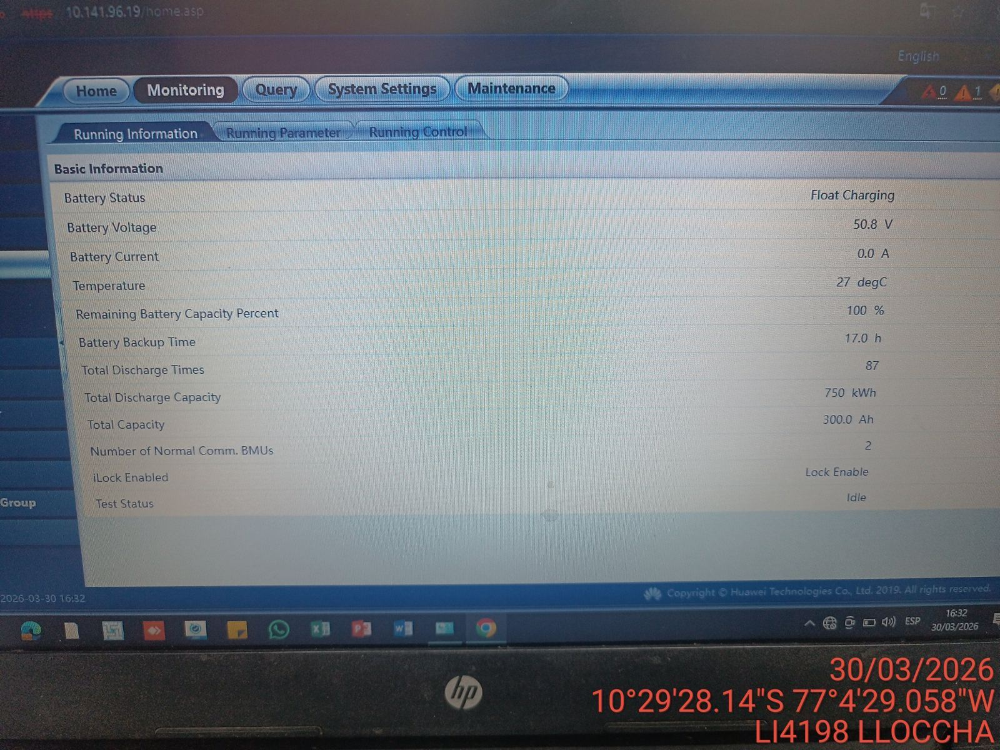 https 10.141.96.19/home.asp
English
Home Monitoring Query System Settings Maintenance 0 1
Running Information Running Parameter Running Control
Basic Information
Battery Status Float Charging
Battery Voltage 50.8 V
Battery Current 0.0 A
Temperature 27 degC
Remaining Battery Capacity Percent 100 %
Battery Backup Time 17.0 h
Total Discharge Times 87
Total Discharge Capacity 750 kWh
Total Capacity 300.0 Ah
Number of Normal Comm. BMUs 2
iLock Enabled Lock Enable
Test Status Idle
Group
2026-03-30 16:32 Copyright © Huawei Technologies Co., Ltd. 2019. All rights reserved.
ESP 16:32
30/03/2026
hp
30/03/2026
10°29'28.14"S 77°4'29.058"W
LI4198 LLOCCHA